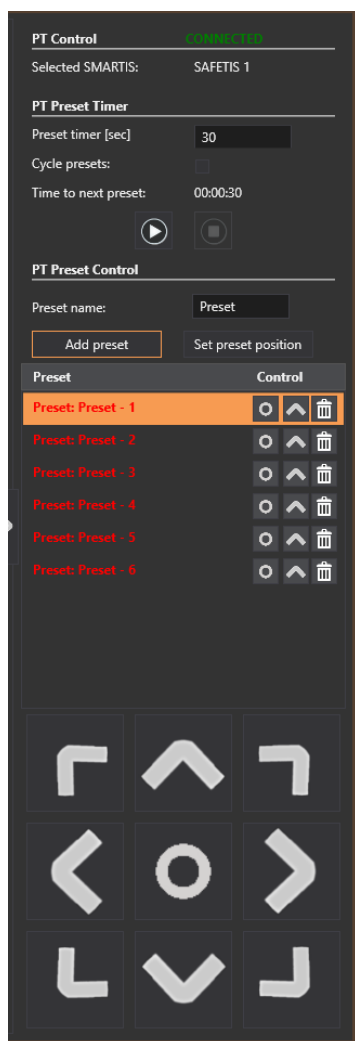 PT Control CONNECTED
Selected SMARTIS: SAFETIS 1
PT Preset Timer
Preset timer [sec] 30
Cycle presets:
Time to next preset: 00:00:30
PT Preset Control
Preset name: Preset
Add preset Set preset position
Preset Control
Preset: Preset - 1
Preset: Preset - 2
Preset: Preset - 3
Preset: Preset - 4
Preset: Preset - 5
Preset: Preset - 6